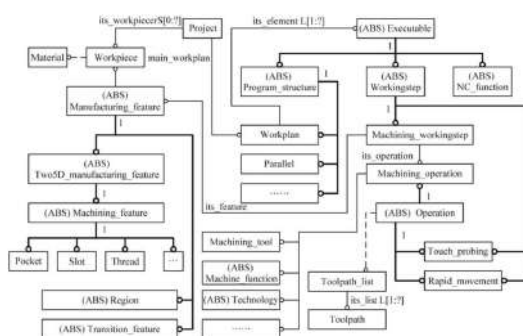 its_workpiecerS[0:?]
Project
its_element L[1:?]
(ABS) Executable
Material
Workpiece
main_workplan
1
(ABS)
Program_structure
1
(ABS)
Workingstep
(ABS)
NC_function
(ABS)
Manufacturing_feature
1
1
Workplan
Machining_workingstep
Parallel
its_operation
(ABS)
Two5D_manufacturing_feature
……
Machining_operation
1
its_feature
1
(ABS) Machining_feature
(ABS) Operation
1
Machining_tool
1
Touch_probing
Pocket
Slot
Thread
…
(ABS)
Machine_function
Toolpath_list
Rapid_movement
(ABS) Region
(ABS) Technology
its_list L[1:?]
(ABS) Transition_feature
……
Toolpath